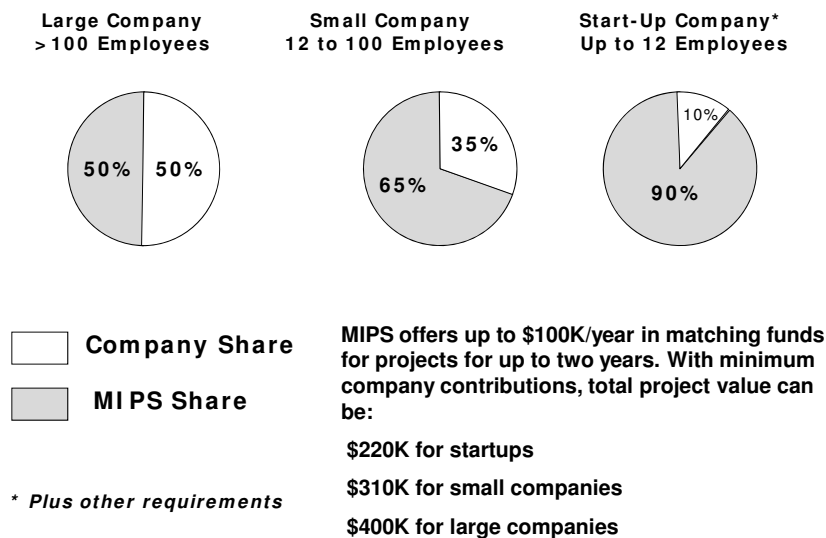 Large Company
> 100 Employees
Small Company
12 to 100 Employees
Start-Up Company*
Up to 12 Employees
50%
50%
35%
65%
10%
90%
Company Share
MIPS Share
* Plus other requirements
MIPS offers up to $100K/year in matching funds
for projects for up to two years. With minimum
company contributions, total project value can
be:
$220K for startups
$310K for small companies
$400K for large companies